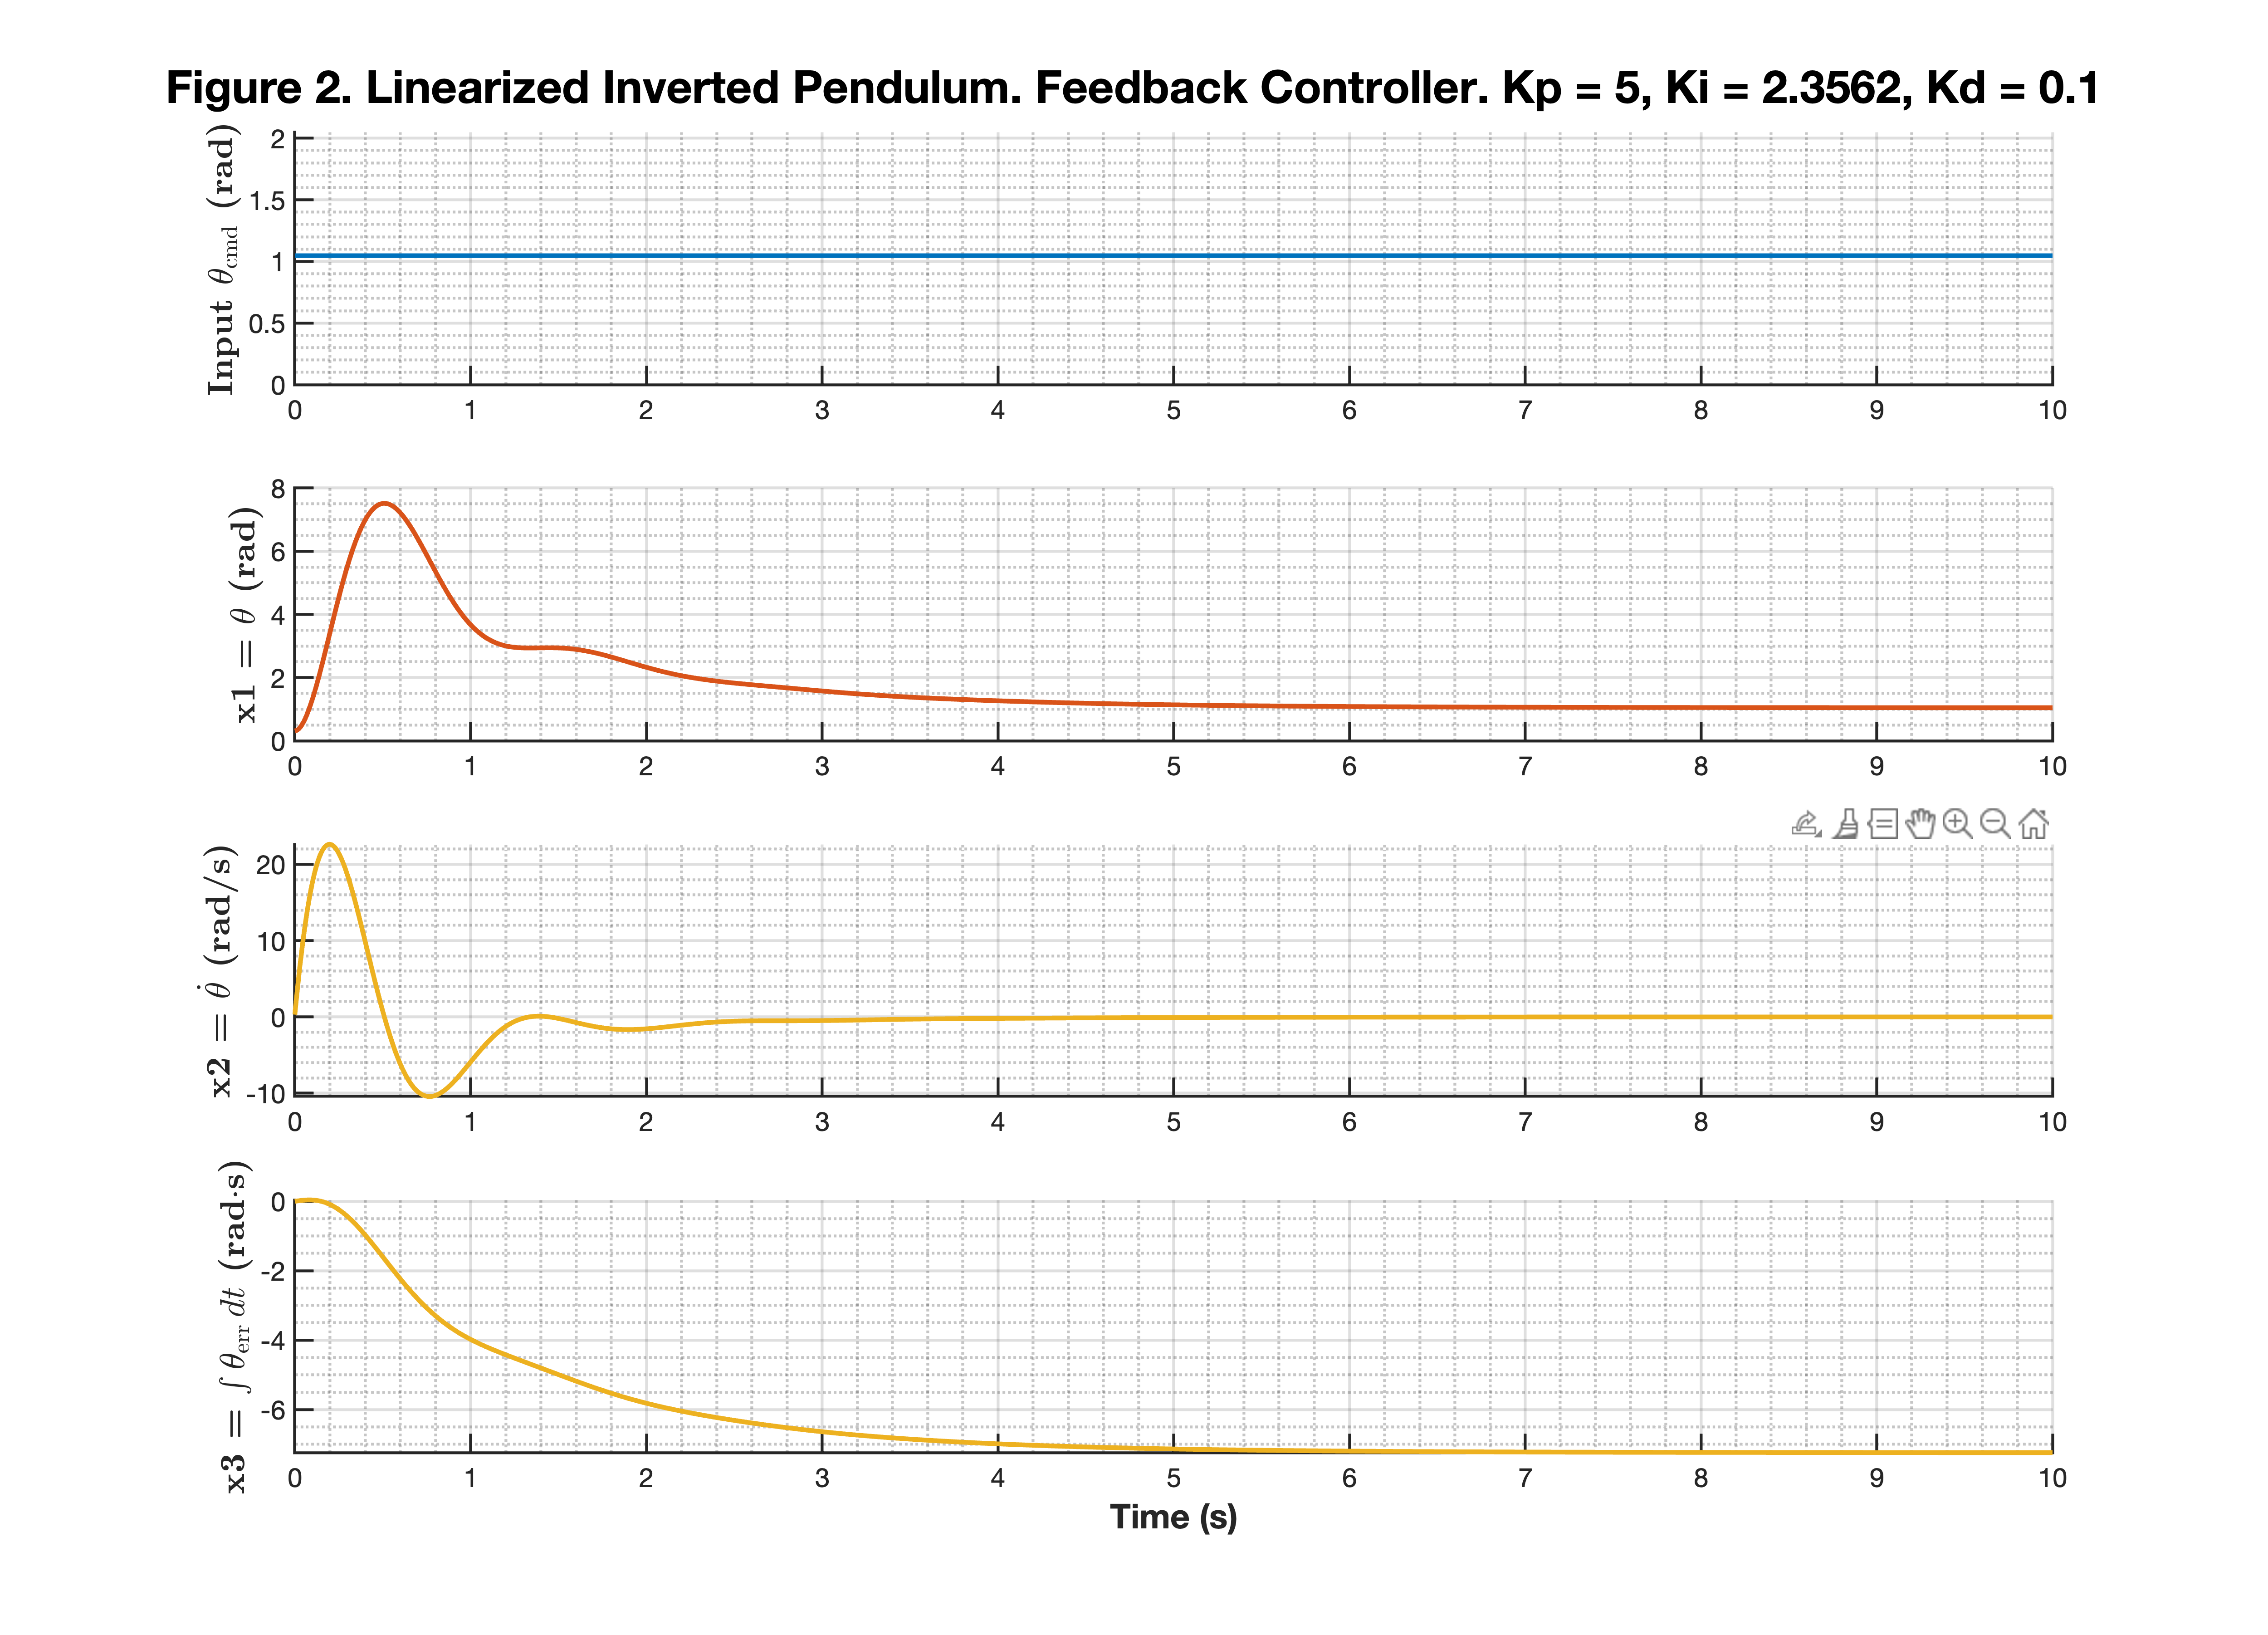 Figure 2. Linearized Inverted Pendulum. Feedback Controller. Kp = 5, Ki = 2.3562, Kd = 0.1
Input θcmd (rad)
2
1.5
1
0.5
0
0 1 2 3 4 5 6 7 8 9 10
x1 = θ (rad)
8
6
4
2
0
0 1 2 3 4 5 6 7 8 9 10
x2 = θ̇ (rad/s)
20
10
0
-10
0 1 2 3 4 5 6 7 8 9 10
x3 = ∫ θerr dt (rad·s)
0
-2
-4
-6
0 1 2 3 4 5 6 7 8 9 10
Time (s)